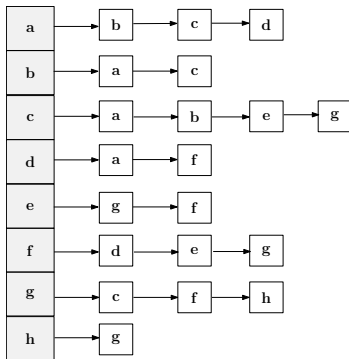 a b c d
b a c
c a b e g
d a f
e g f
f d e g
g c f h
h g